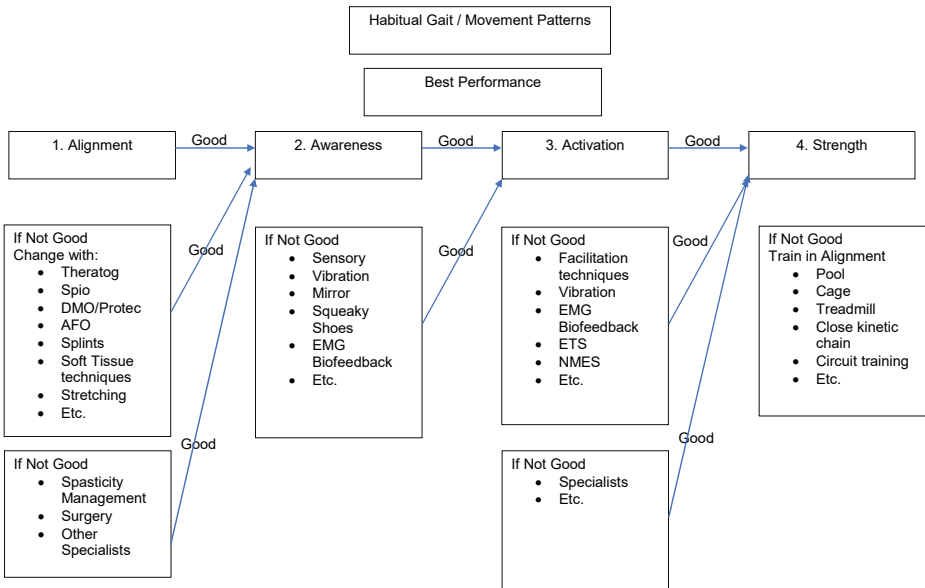 Habitual Gait / Movement Patterns
Best Performance
1. Alignment
Good
2. Awareness
Good
3. Activation
Good
4. Strength
If Not Good
Change with:
• Theratog
• Spio
• DMO/Protec
• AFO
• Splints
• Soft Tissue
techniques
• Stretching
• Etc.
Good
If Not Good
• Sensory
• Vibration
• Mirror
• Squeaky
Shoes
• EMG
Biofeedback
• Etc.
Good
If Not Good
• Facilitation
techniques
• Vibration
• EMG
Biofeedback
• ETS
• NMES
• Etc.
Good
If Not Good
Train in Alignment
• Pool
• Cage
• Treadmill
• Close kinetic
chain
• Circuit training
• Etc.
Good
If Not Good
• Spasticity
Management
• Surgery
• Other
Specialists
Good
If Not Good
• Specialists
• Etc.